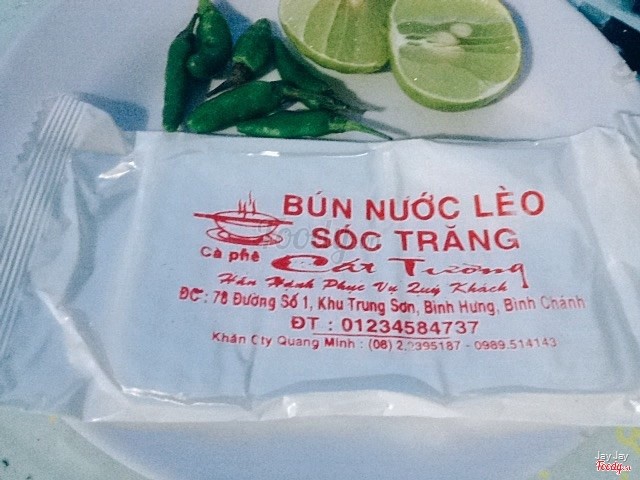 BÚN NƯỚC LÈO
SÓC TRĂNG
Cà phê Cát Tường
Hân Hạnh Phục Vụ Quý Khách
ĐC : 78 Đường Số 1, Khu Trung Sơn, Bình Hưng, Bình Chánh
ĐT : 01234584737
Khăn Cty Quang Minh : (08) 2.2395187 - 0989.514143
Jay Jay
Foody.vn